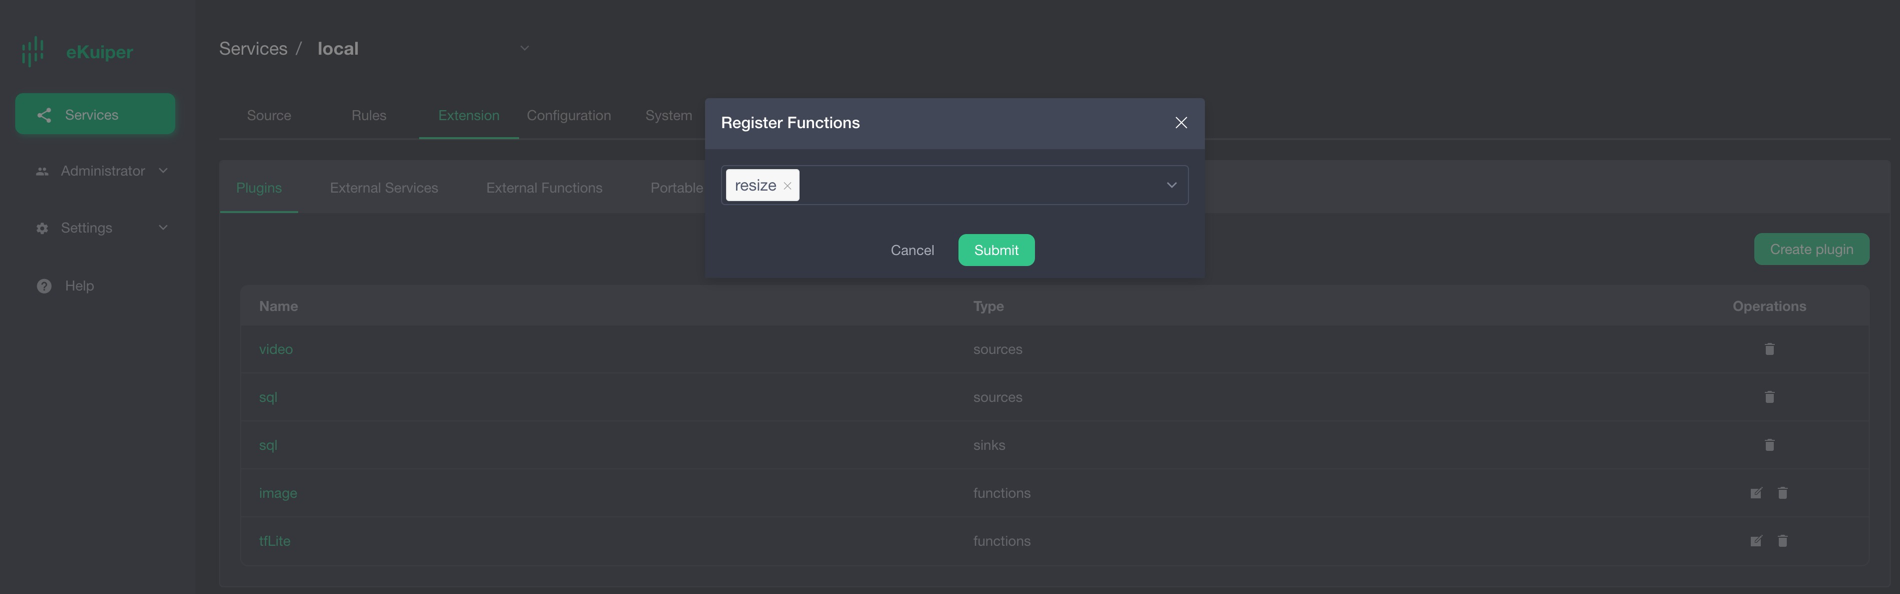 eKuiper
Services / local
Services
Administrator
Settings
Help
Source Rules Extension Configuration System
Plugins External Services External Functions Portable
Register Functions
resize
Cancel Submit
Create plugin
Name Type Operations
video sources
sql sources
sql sinks
image functions
tfLite functions